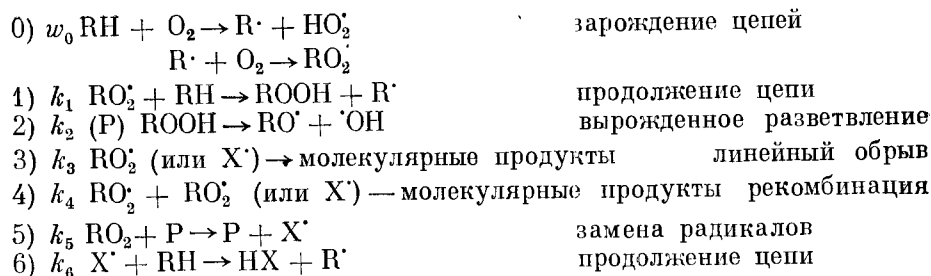 0) w₀ RH + O₂→R· + HO₂˙ зарождение цепей
R· + O₂→RO₂˙
1) k₁ RO₂˙ + RH→ROOH + R˙ продолжение цепи
2) k₂ (P) ROOH→RO˙ + ˙OH вырожденное разветвление
3) k₃ RO₂˙ (или X˙)→молекулярные продукты линейный обрыв
4) k₄ RO₂˙ + RO₂˙ (или X˙) — молекулярные продукты рекомбинация
5) k₅ RO₂+ P→P + X˙ замена радикалов
6) k₆ X˙ + RH→HX + R˙ продолжение цепи